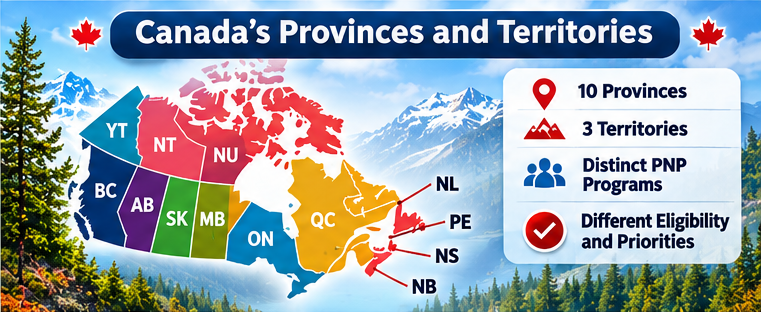 Canada's Provinces and Territories
YT
NT
NU
BC
AB
SK
MB
ON
QC
NL
PE
NS
NB
10 Provinces
3 Territories
Distinct PNP
Programs
Different Eligibility
and Priorities